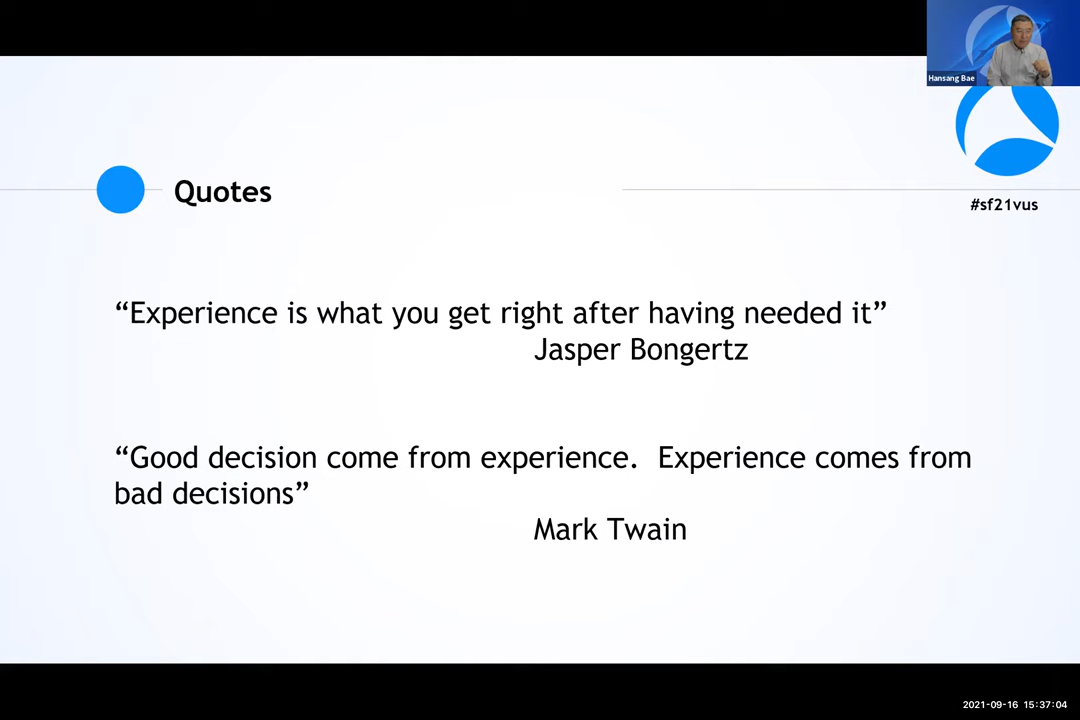 Hansang Bae
Quotes
#sf21vus
“Experience is what you get right after having needed it”
Jasper Bongertz
“Good decision come from experience.  Experience comes from
bad decisions”
Mark Twain
2021-09-16 15:37:04